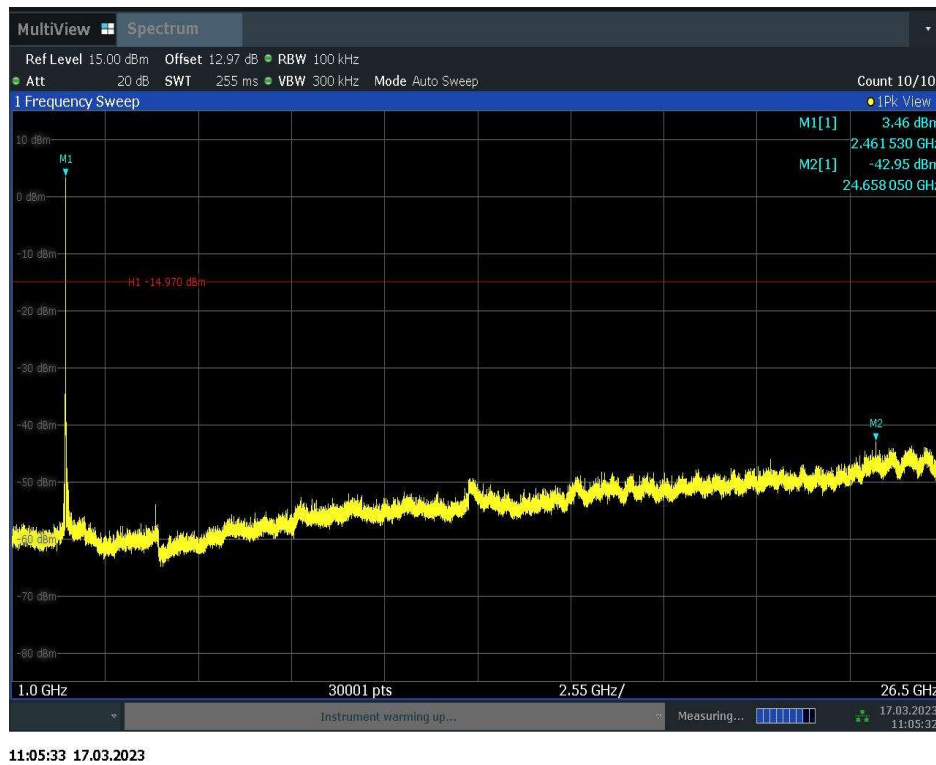 MultiView Spectrum
Ref Level 15.00 dBm Offset 12.97 dB RBW 100 kHz
Att 20 dB SWT 255 ms VBW 300 kHz Mode Auto Sweep Count 10/10
1 Frequency Sweep 1Pk View
M1[1] 3.46 dBm
2.461 530 GHz
M2[1] -42.95 dBm
24.658 050 GHz
10 dBm
M1
0 dBm
-10 dBm
H1 -14.970 dBm
-20 dBm
-30 dBm
-40 dBm
M2
-50 dBm
-60 dBm
-70 dBm
-80 dBm
1.0 GHz 30001 pts 2.55 GHz/ 26.5 GHz
Instrument warming up... Measuring... 17.03.2023
11:05:32
11:05:33 17.03.2023